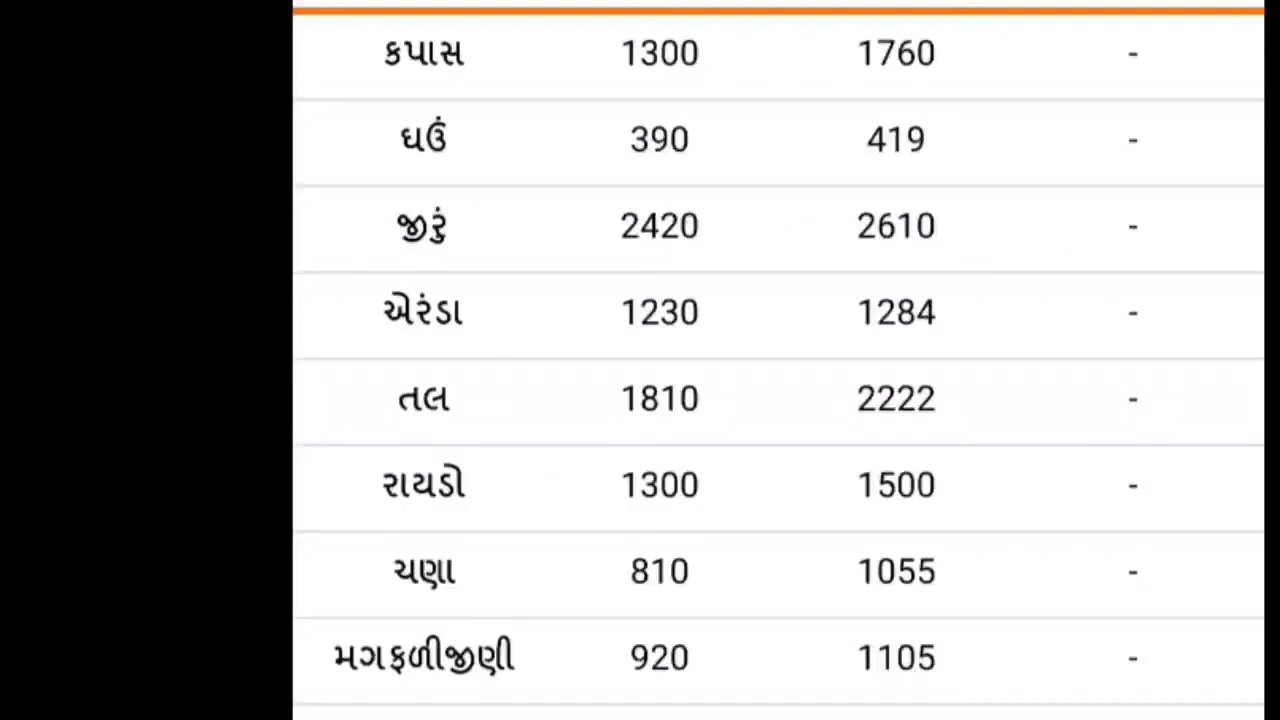 કપાસ 1300 1760 -
ઘઉં 390 419 -
જીરું 2420 2610 -
એરંડા 1230 1284 -
તલ 1810 2222 -
રાયડો 1300 1500 -
ચણા 810 1055 -
મગફળીજીણી 920 1105 -